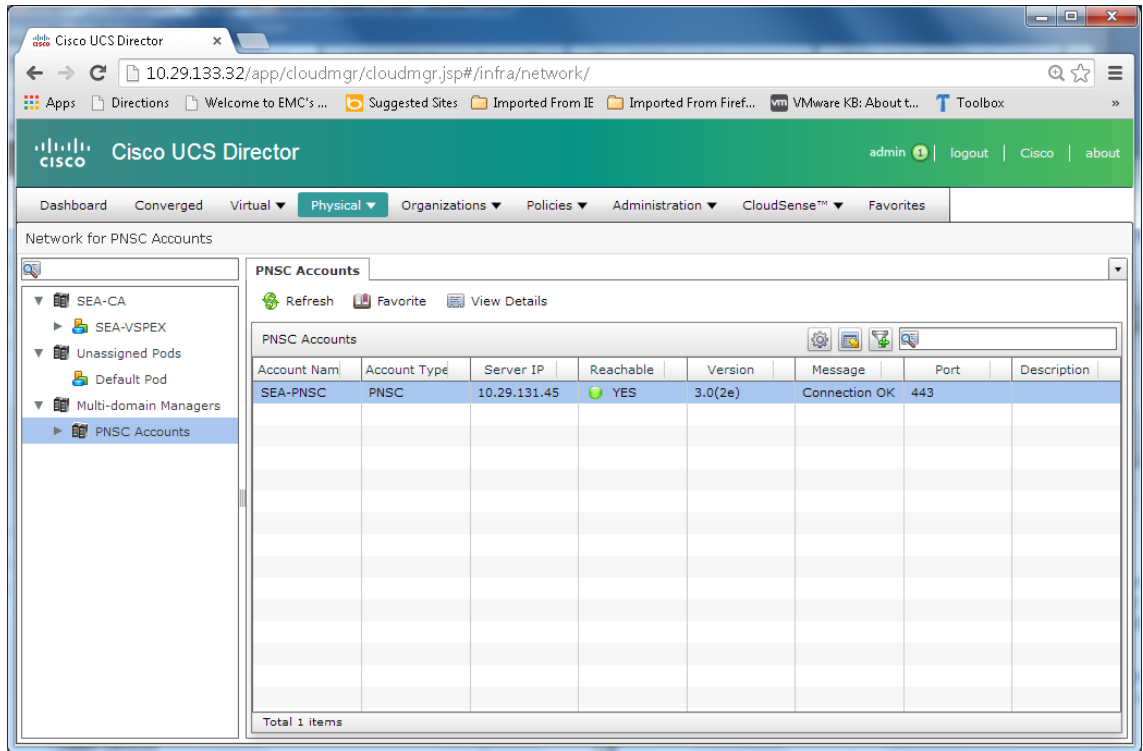 Cisco UCS Director
10.29.133.32/app/cloudmgr/cloudmgr.jsp#/infra/network/
Apps Directions Welcome to EMC's ... Suggested Sites Imported From IE Imported From Firef... VMware KB: About t... Toolbox »
CISCO Cisco UCS Director admin 1 | logout | Cisco | about
Dashboard Converged Virtual Physical Organizations Policies Administration CloudSense™ Favorites
Network for PNSC Accounts
PNSC Accounts
SEA-CA
SEA-VSPEX
Unassigned Pods
Default Pod
Multi-domain Managers
PNSC Accounts
Refresh Favorite View Details
PNSC Accounts
Account Nam Account Type Server IP Reachable Version Message Port Description
SEA-PNSC PNSC 10.29.131.45 YES 3.0(2e) Connection OK 443
Total 1 items